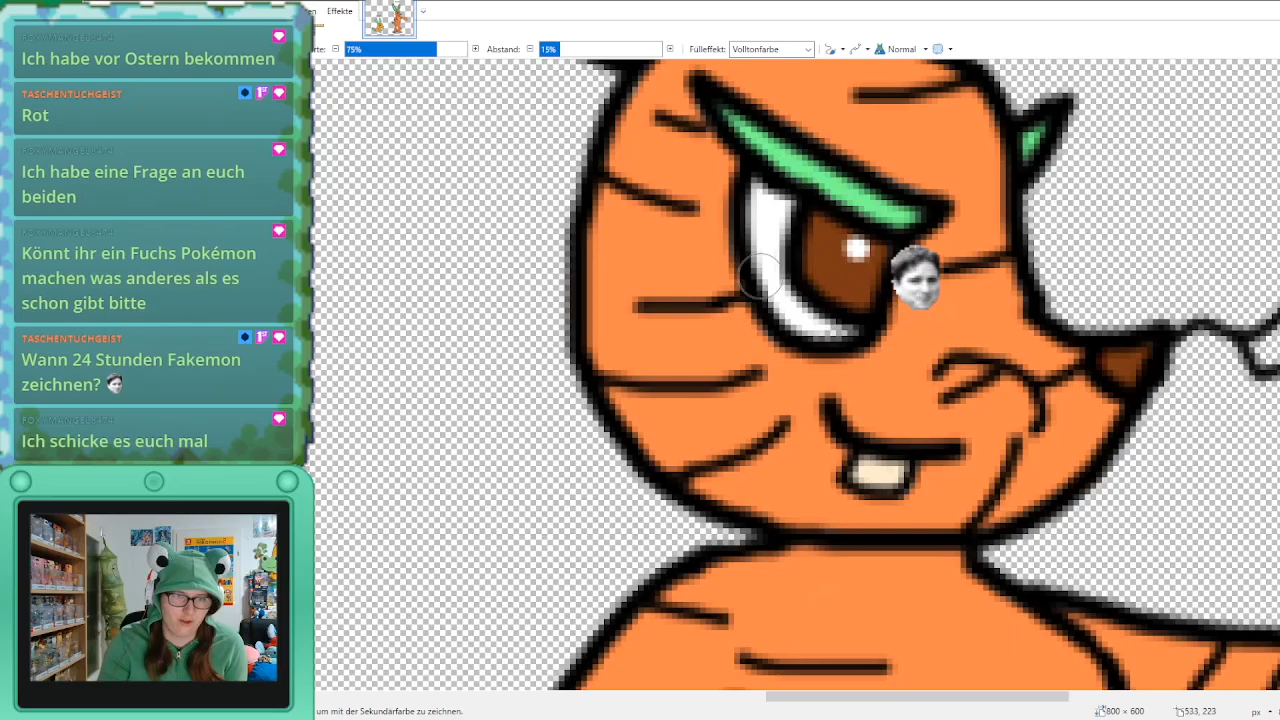 Effekte
rte:
75%
Abstand:
15%
Fülleffekt:
Volltonfarbe
Normal
Ich habe vor Ostern bekommen
TASCHENTUCHGEIST
Rot
Ich habe eine Frage an euch
beiden
Könnt ihr ein Fuchs Pokémon
machen was anderes als es
schon gibt bitte
TASCHENTUCHGEIST
Wann 24 Stunden Fakemon
zeichnen?
Ich schicke es euch mal
um mit der Sekundärfarbe zu zeichnen.
800 × 600
533, 223
px